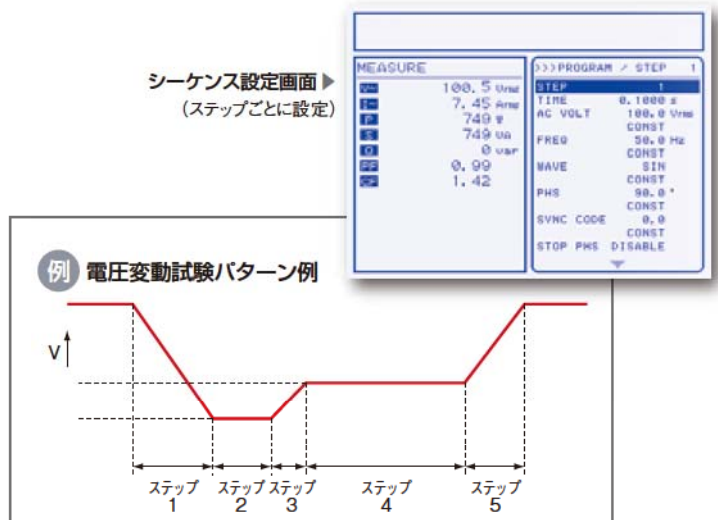 シーケンス設定画面▶
(ステップごとに設定)
MEASURE
V~ 100.5 Vrms
I~ 7.45 Arms
P 749 W
S 749 VA
Q 0 var
PF 0.99
CF 1.42
>>>PROGRAM / STEP 1
STEP 1
TIME 0.1000 s
AC VOLT 100.0 Vrms
CONST
FREQ 50.0 Hz
CONST
WAVE SIN
CONST
PHS 90.0 °
CONST
SYNC CODE 0,0
CONST
STOP PHS DISABLE
例 電圧変動試験パターン例
V
ステップ ステップ ステップ ステップ ステップ
1 2 3 4 5